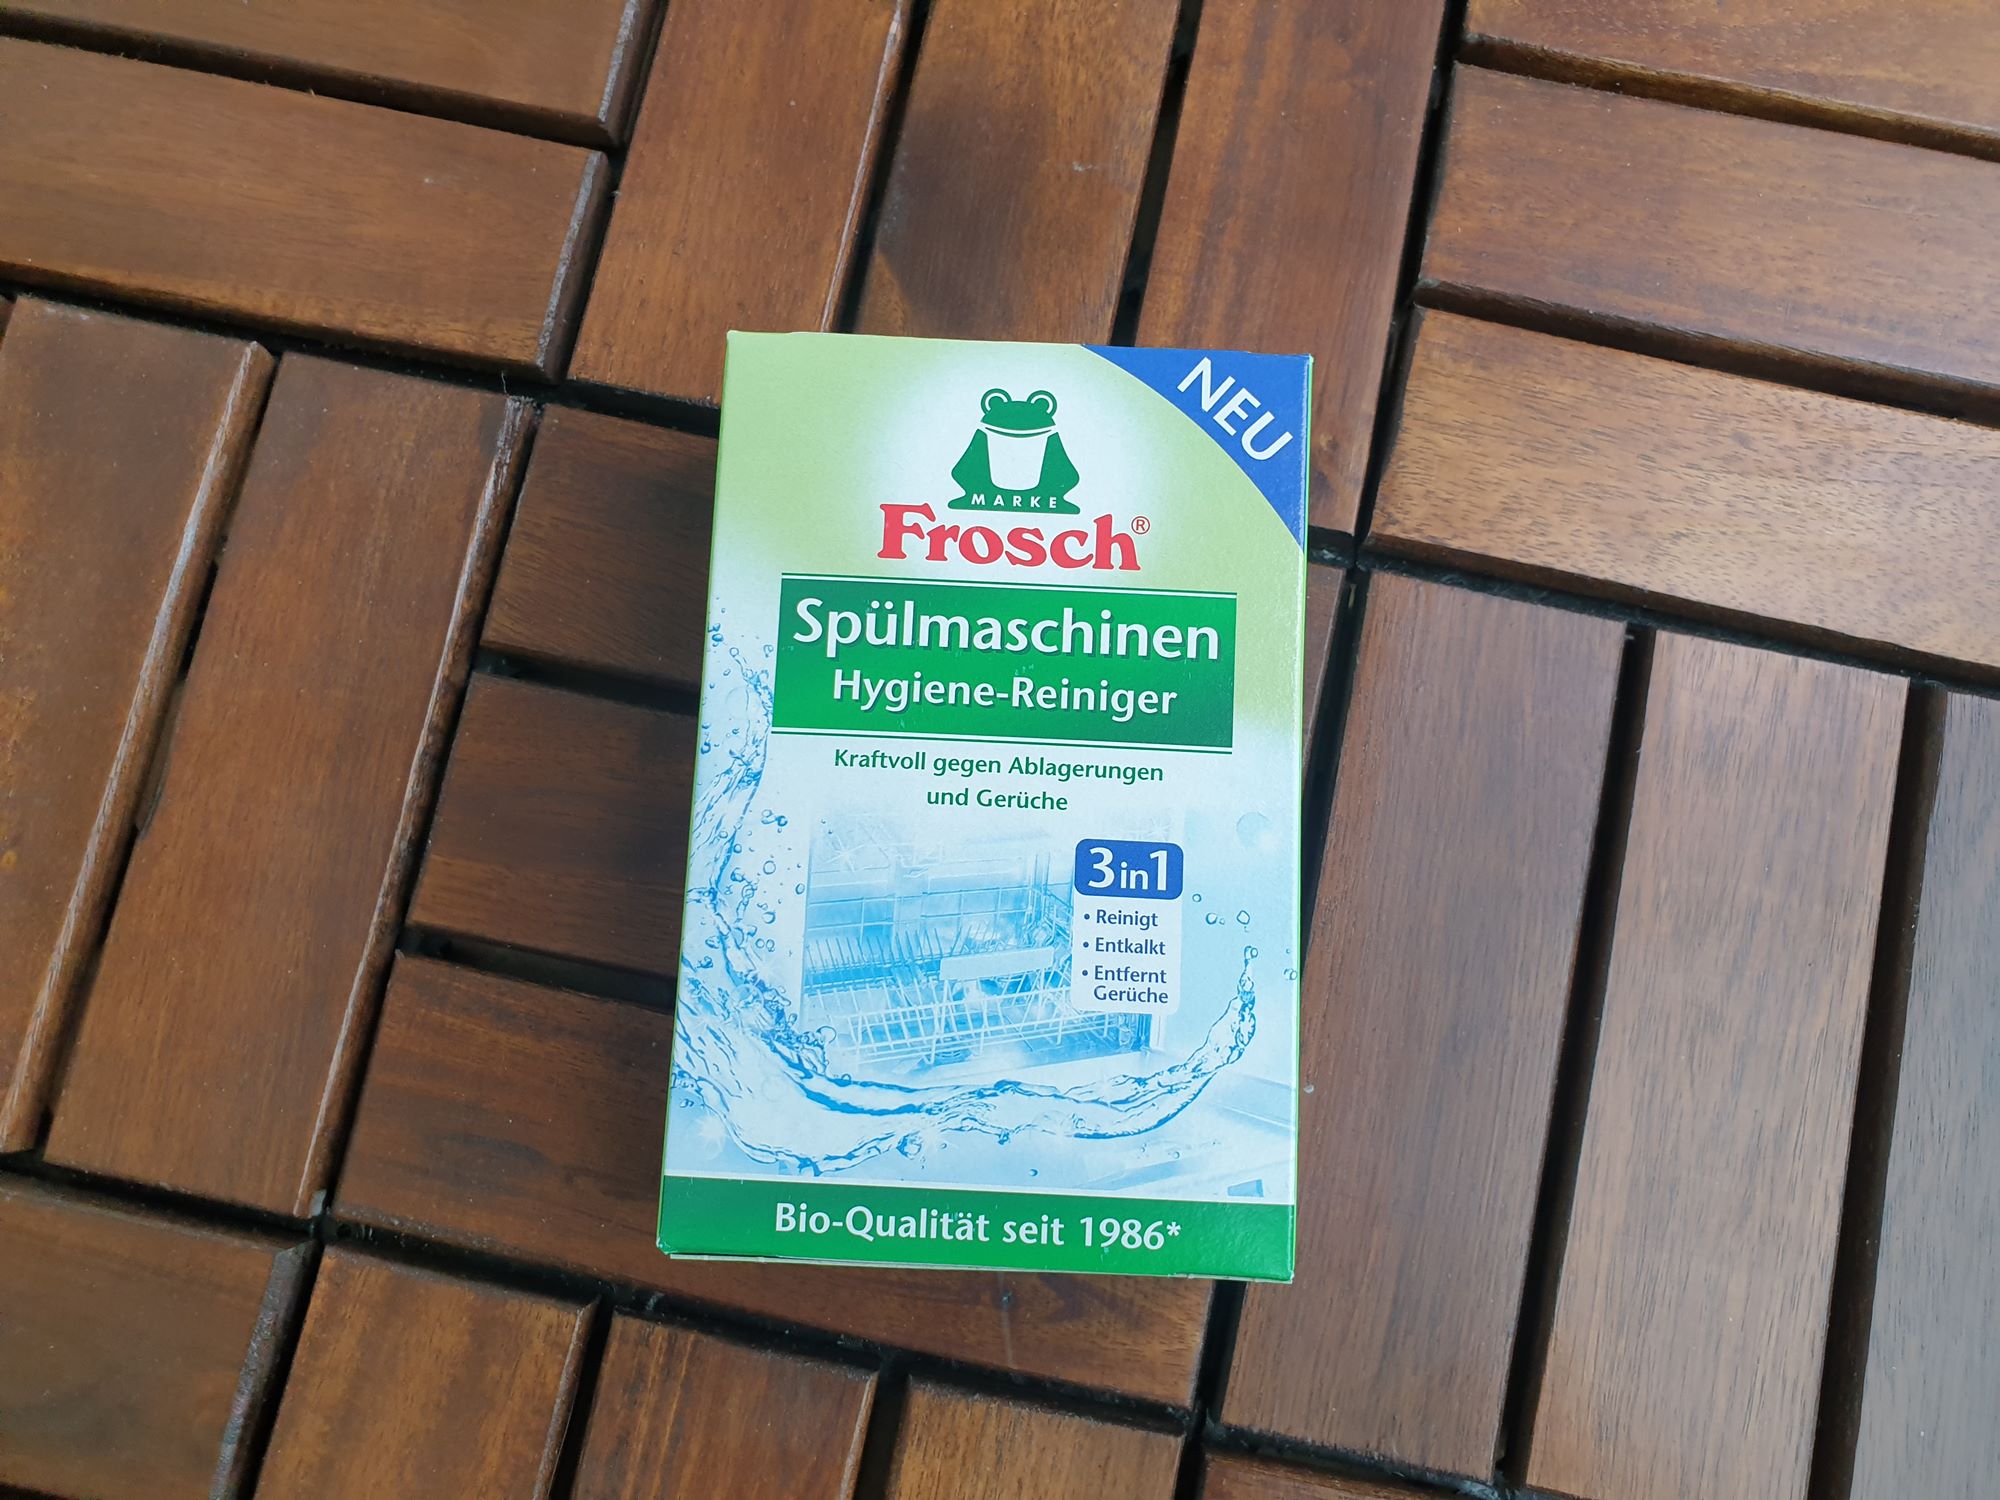 NEU
MARKE
Frosch®
Spülmaschinen
Hygiene-Reiniger
Kraftvoll gegen Ablagerungen
und Gerüche
3in1
• Reinigt
• Entkalkt
• Entfernt
Gerüche
Bio-Qualität seit 1986*